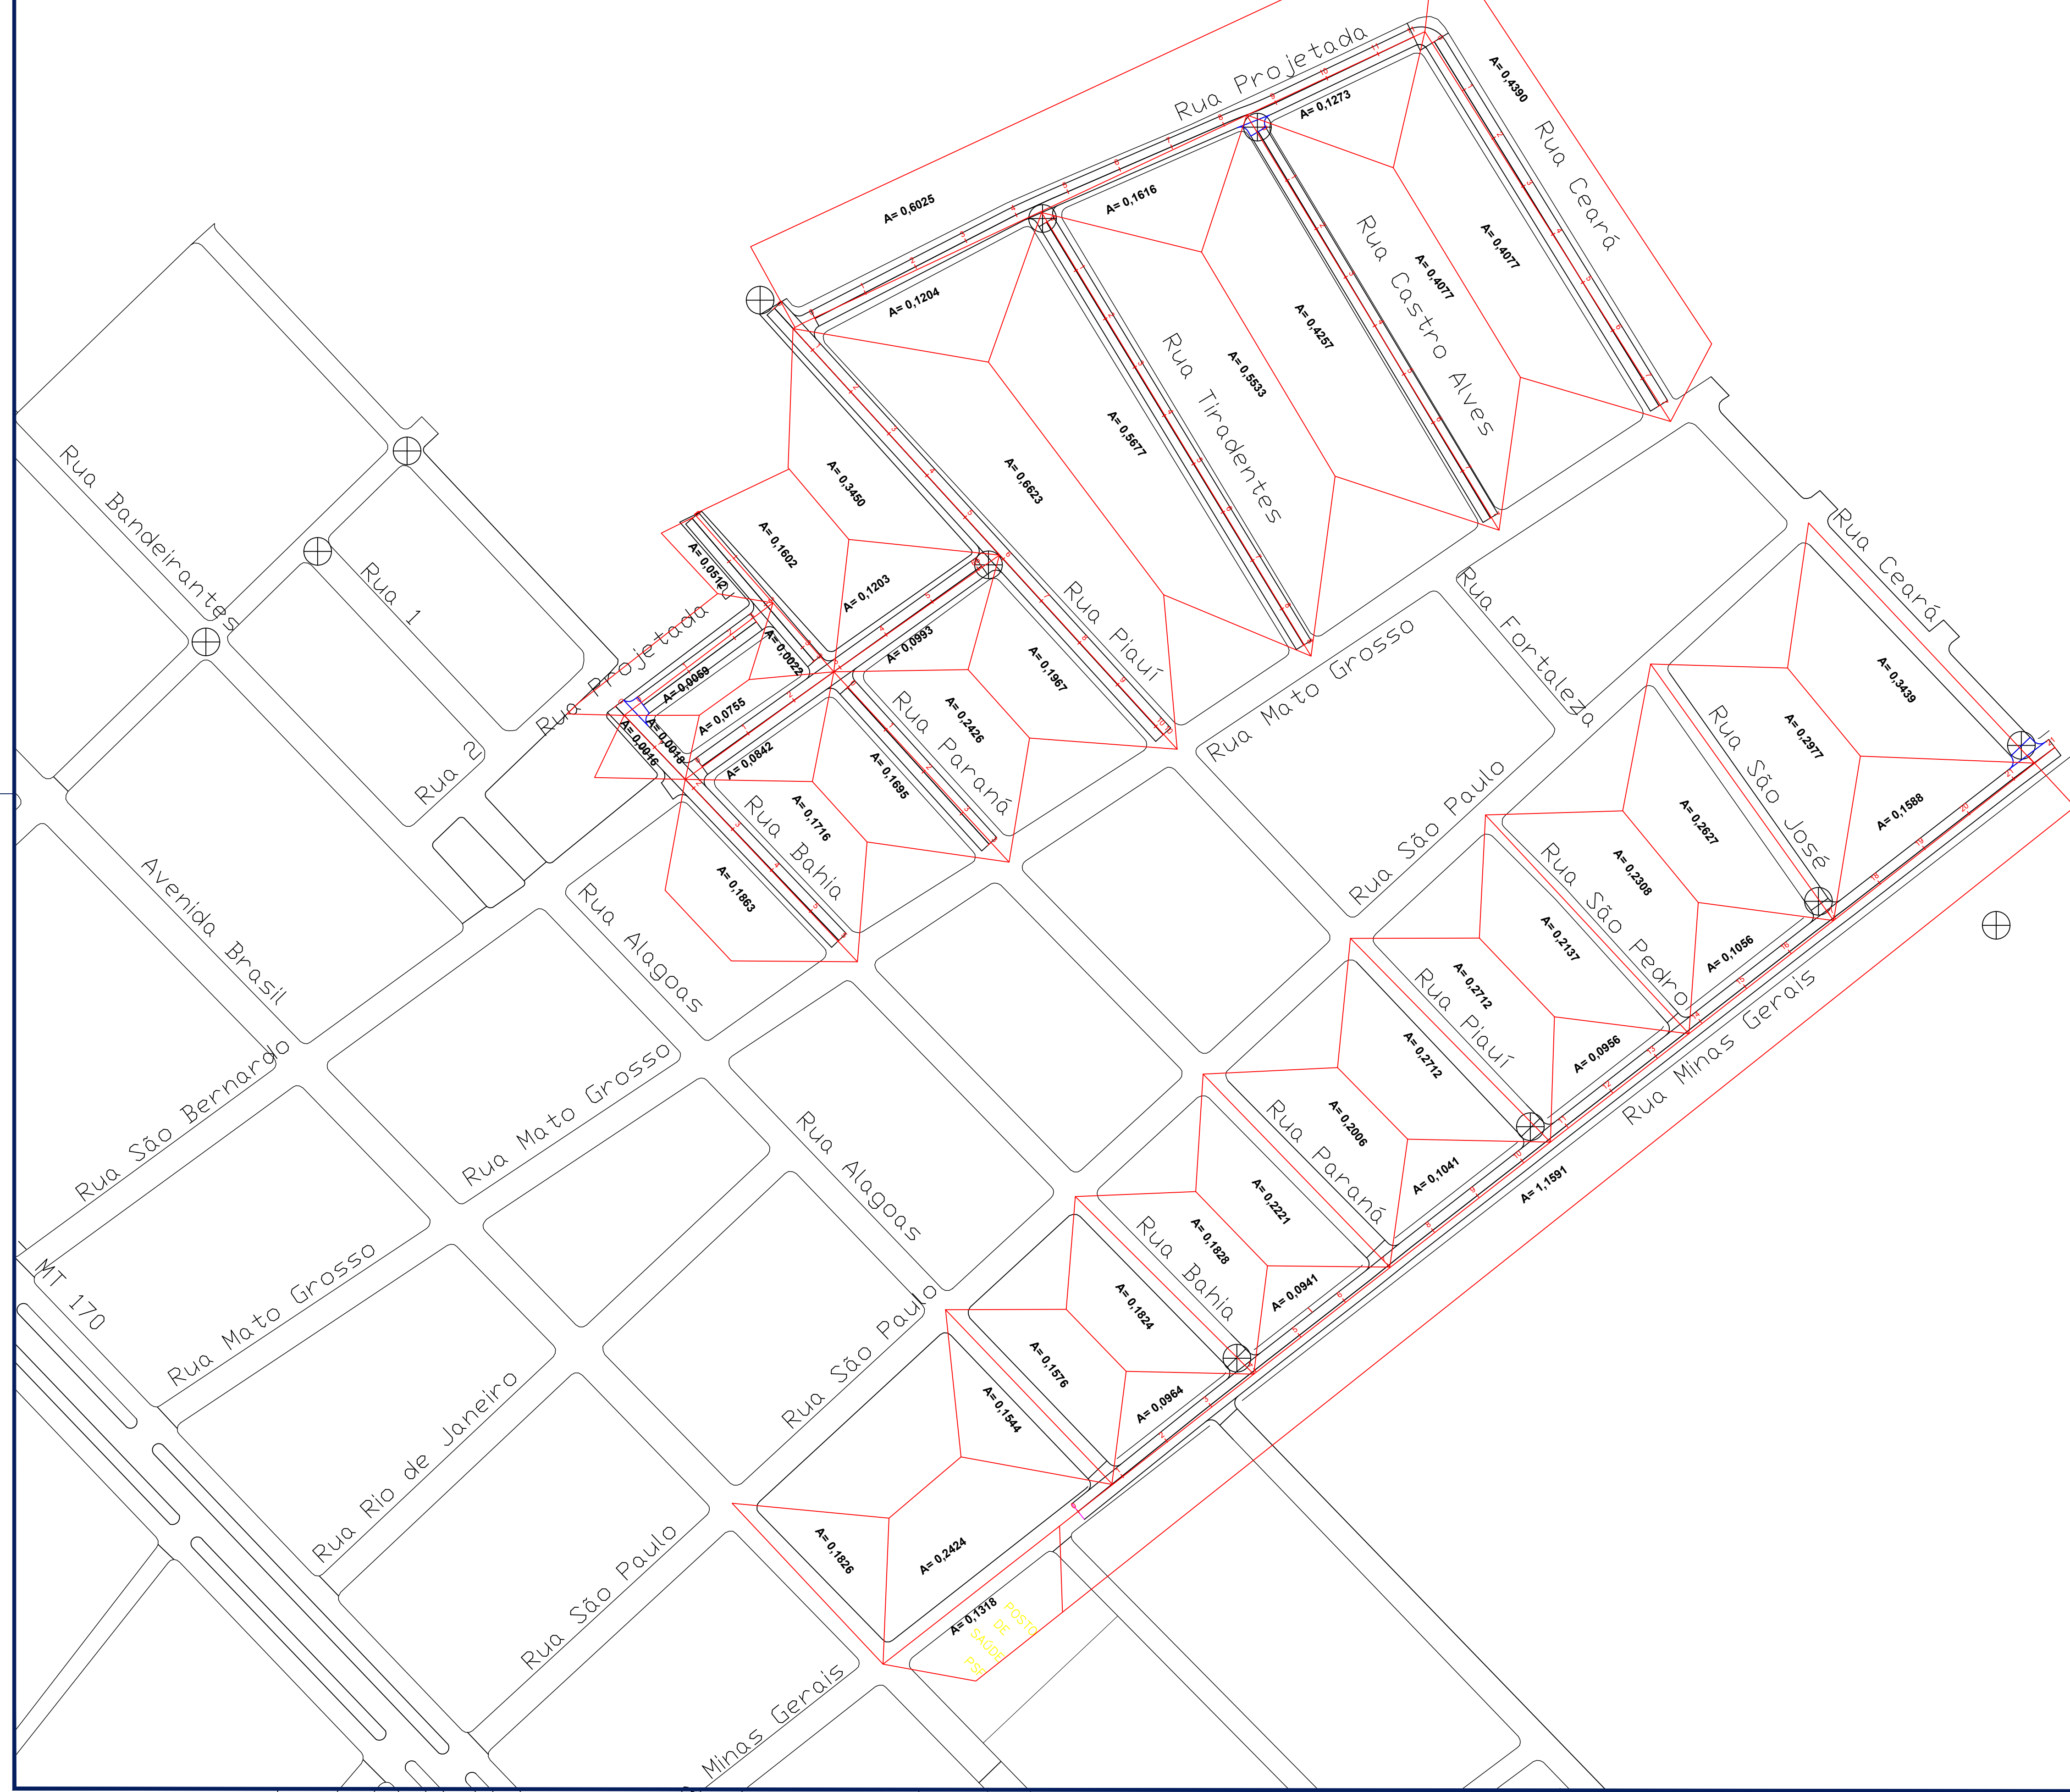 Rua Projetada
A= 0,4390
Rua Ceará
A= 0,1273
A= 0,6025
A= 0,1616
A= 0,1204
Rua Castro Alves
A= 0,4077
A= 0,4077
A= 0,4257
A= 0,5533
Rua Tiradentes
A= 0,5677
A= 0,6623
A= 0,3450
Rua Bandeirantes
Rua 1
A= 0,1602
A= 0,0512
A= 0,1203
Rua Piauí
Rua Projetada 2
A= 0,0022
A= 0,0069
A= 0,0993
A= 0,1967
A= 0,0755
A= 0,0018
A= 0,0016
A= 0,0842
Rua Paraná
A= 0,2426
A= 0,1695
Rua 2
A= 0,1716
Rua Bahia
A= 0,1863
Rua Mato Grosso
Rua Fortaleza
Rua Ceará
A= 0,3439
A= 0,2977
Rua São José
A= 0,1588
A= 0,2627
Rua São Paulo
A= 0,2308
Rua São Pedro
A= 0,1056
A= 0,2137
A= 0,2712
Rua Piauí
A= 0,0956
Rua Minas Gerais
A= 0,2712
A= 0,2006
Rua Paraná
A= 0,1041
A= 1,1591
A= 0,2221
A= 0,1828
Rua Bahia
A= 0,0941
Avenida Brasil
Rua Alagoas
Rua São Bernardo
Rua Mato Grosso
Rua Alagoas
A= 0,1824
A= 0,1576
A= 0,0964
MT 170
Rua Mato Grosso
Rua Rio de Janeiro
Rua São Paulo
A= 0,1544
A= 0,2424
A= 0,1826
Rua São Paulo
A= 0,1318
POSTO
DE
SAÚDE
PSF
Minas Gerais